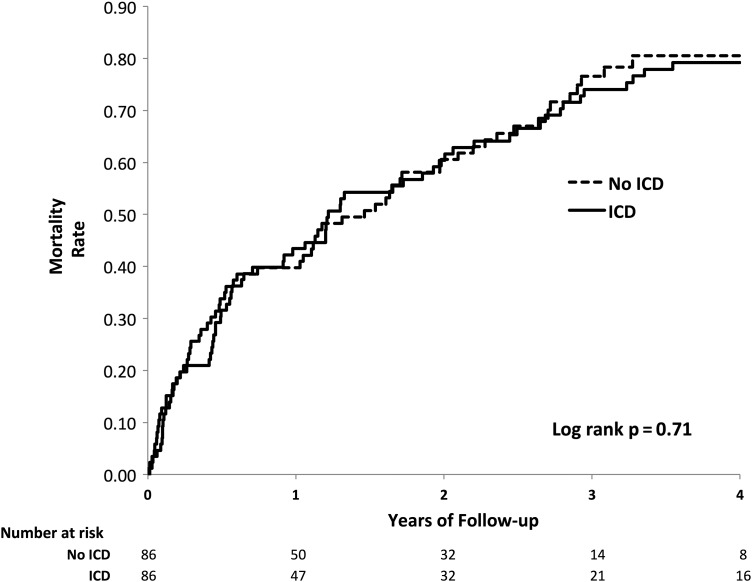 0.90
0.80
0.70
0.60
0.50
0.40
0.30
0.20
0.10
0.00
Mortality
Rate
No ICD
ICD
Log rank p = 0.71
0 1 2 3 4
Years of Follow-up
Number at risk
No ICD 86 50 32 14 8
ICD 86 47 32 21 16